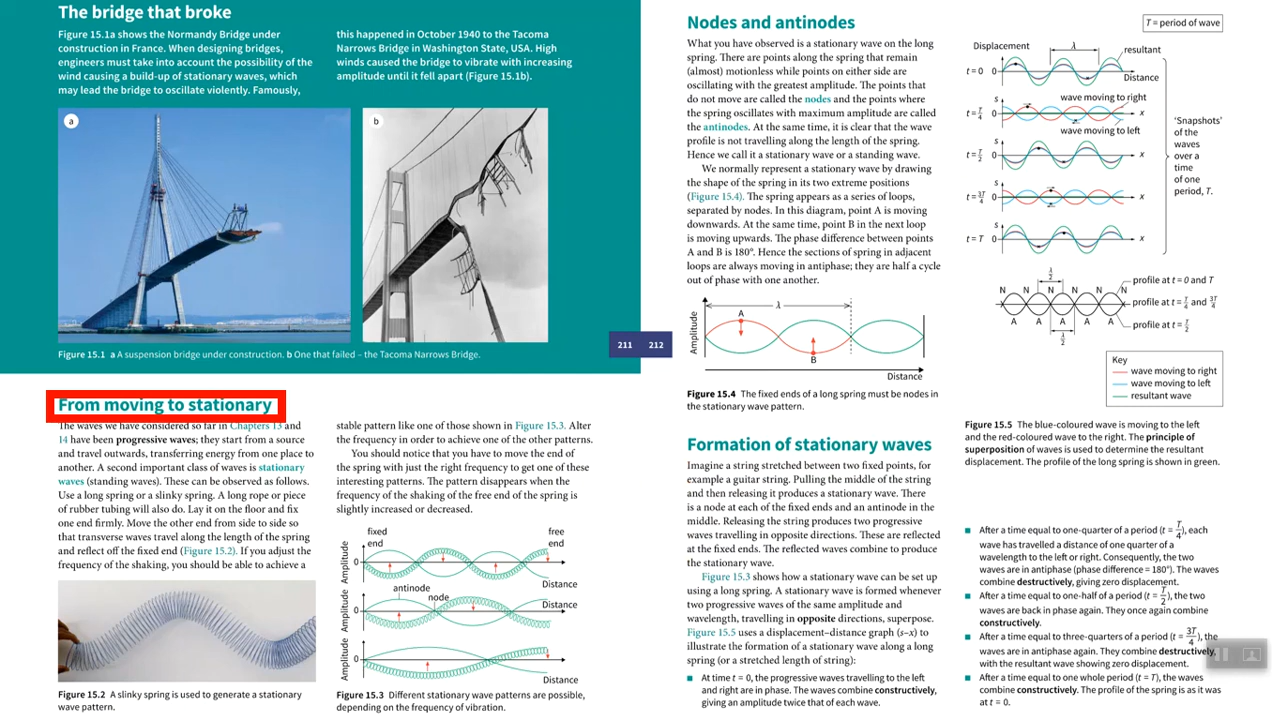 The bridge that broke
Figure 15.1a shows the Normandy Bridge under
construction in France. When designing bridges,
engineers must take into account the possibility of the
wind causing a build-up of stationary waves, which
may lead the bridge to oscillate violently. Famously,
this happened in October 1940 to the Tacoma
Narrows Bridge in Washington State, USA. High
winds caused the bridge to vibrate with increasing
amplitude until it fell apart (Figure 15.1b).
a
b
Figure 15.1 a A suspension bridge under construction. b One that failed – the Tacoma Narrows Bridge.
211 212
From moving to stationary
The waves we have considered so far in Chapters 13 and
14 have been progressive waves; they start from a source
and travel outwards, transferring energy from one place to
another. A second important class of waves is stationary
waves (standing waves). These can be observed as follows.
Use a long spring or a slinky spring. A long rope or piece
of rubber tubing will also do. Lay it on the floor and fix
one end firmly. Move the other end from side to side so
that transverse waves travel along the length of the spring
and reflect off the fixed end (Figure 15.2). If you adjust the
frequency of the shaking, you should be able to achieve a
Figure 15.2 A slinky spring is used to generate a stationary
wave pattern.
stable pattern like one of those shown in Figure 15.3. Alter
the frequency in order to achieve one of the other patterns.
You should notice that you have to move the end of
the spring with just the right frequency to get one of these
interesting patterns. The pattern disappears when the
frequency of the shaking of the free end of the spring is
slightly increased or decreased.
fixed
end
free
end
Amplitude
0
Distance
antinode
node
Amplitude
0
Distance
Amplitude
0
Distance
Figure 15.3 Different stationary wave patterns are possible,
depending on the frequency of vibration.
Nodes and antinodes
What you have observed is a stationary wave on the long
spring. There are points along the spring that remain
(almost) motionless while points on either side are
oscillating with the greatest amplitude. The points that
do not move are called the nodes and the points where
the spring oscillates with maximum amplitude are called
the antinodes. At the same time, it is clear that the wave
profile is not travelling along the length of the spring.
Hence we call it a stationary wave or a standing wave.
We normally represent a stationary wave by drawing
the shape of the spring in its two extreme positions
(Figure 15.4). The spring appears as a series of loops,
separated by nodes. In this diagram, point A is moving
downwards. At the same time, point B in the next loop
is moving upwards. The phase difference between points
A and B is 180°. Hence the sections of spring in adjacent
loops are always moving in antiphase; they are half a cycle
out of phase with one another.
Amplitude
λ
A
B
Distance
Figure 15.4 The fixed ends of a long spring must be nodes in
the stationary wave pattern.
Formation of stationary waves
Imagine a string stretched between two fixed points, for
example a guitar string. Pulling the middle of the string
and then releasing it produces a stationary wave. There
is a node at each of the fixed ends and an antinode in the
middle. Releasing the string produces two progressive
waves travelling in opposite directions. These are reflected
at the fixed ends. The reflected waves combine to produce
the stationary wave.
Figure 15.3 shows how a stationary wave can be set up
using a long spring. A stationary wave is formed whenever
two progressive waves of the same amplitude and
wavelength, travelling in opposite directions, superpose.
Figure 15.5 uses a displacement–distance graph (s–x) to
illustrate the formation of a stationary wave along a long
spring (or a stretched length of string):
■ At time t = 0, the progressive waves travelling to the left
and right are in phase. The waves combine constructively,
giving an amplitude twice that of each wave.
T = period of wave
Displacement
λ
resultant
t = 0 0
Distance
s
wave moving to right
t = T/4 0 x
wave moving to left
s
t = T/2 0 x
s
t = 3T/4 0 x
s
t = T 0 x
‘Snapshots’
of the
waves
over a
time
of one
period, T.
λ/2
N N N N N N
profile at t = 0 and T
profile at t = T/4 and 3T/4
A A A A A
profile at t = T/2
λ/2
Key
wave moving to right
wave moving to left
resultant wave
Figure 15.5 The blue-coloured wave is moving to the left
and the red-coloured wave to the right. The principle of
superposition of waves is used to determine the resultant
displacement. The profile of the long spring is shown in green.
■ After a time equal to one-quarter of a period (t = T/4), each
wave has travelled a distance of one quarter of a
wavelength to the left or right. Consequently, the two
waves are in antiphase (phase difference = 180°). The waves
combine destructively, giving zero displacement.
■ After a time equal to one-half of a period (t = T/2), the two
waves are back in phase again. They once again combine
constructively.
■ After a time equal to three-quarters of a period (t = 3T/4), the
waves are in antiphase again. They combine destructively,
with the resultant wave showing zero displacement.
■ After a time equal to one whole period (t = T), the waves
combine constructively. The profile of the spring is as it was
at t = 0.